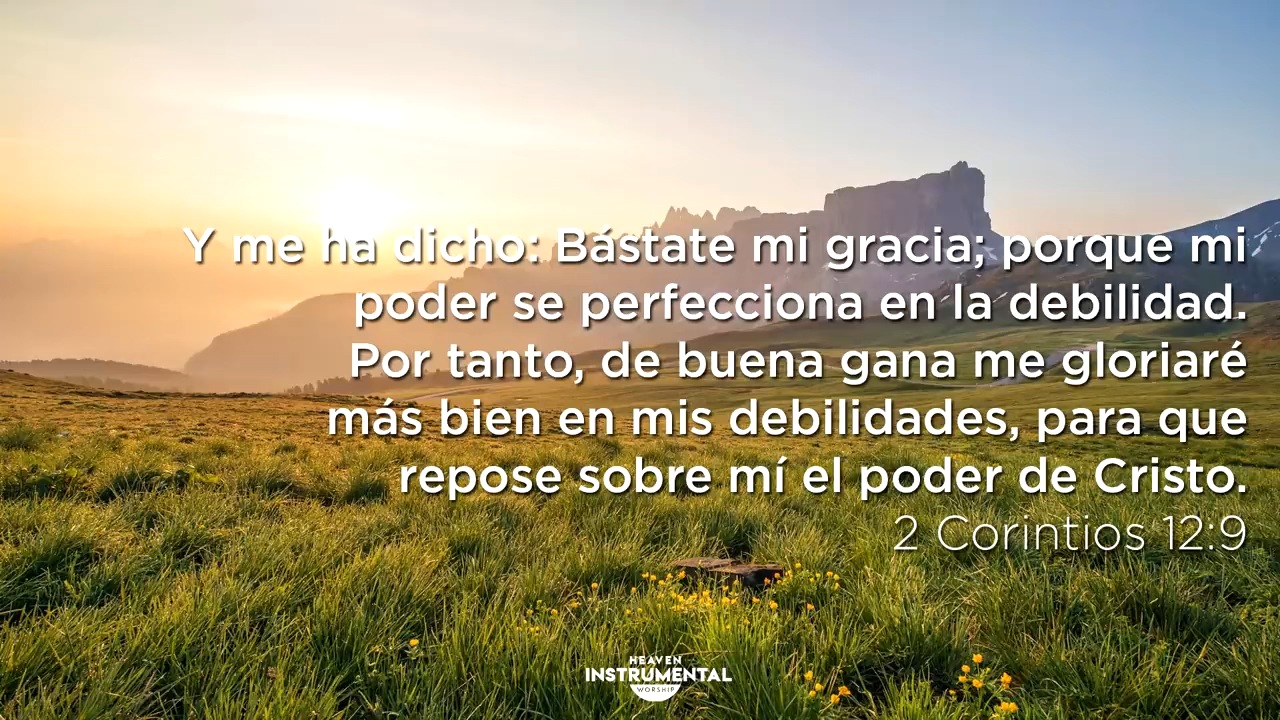 Y me ha dicho: Bástate mi gracia; porque mi
poder se perfecciona en la debilidad.
Por tanto, de buena gana me gloriaré
más bien en mis debilidades, para que
repose sobre mí el poder de Cristo.
2 Corintios 12:9
HEAVEN
INSTRUMENTAL
WORSHIP